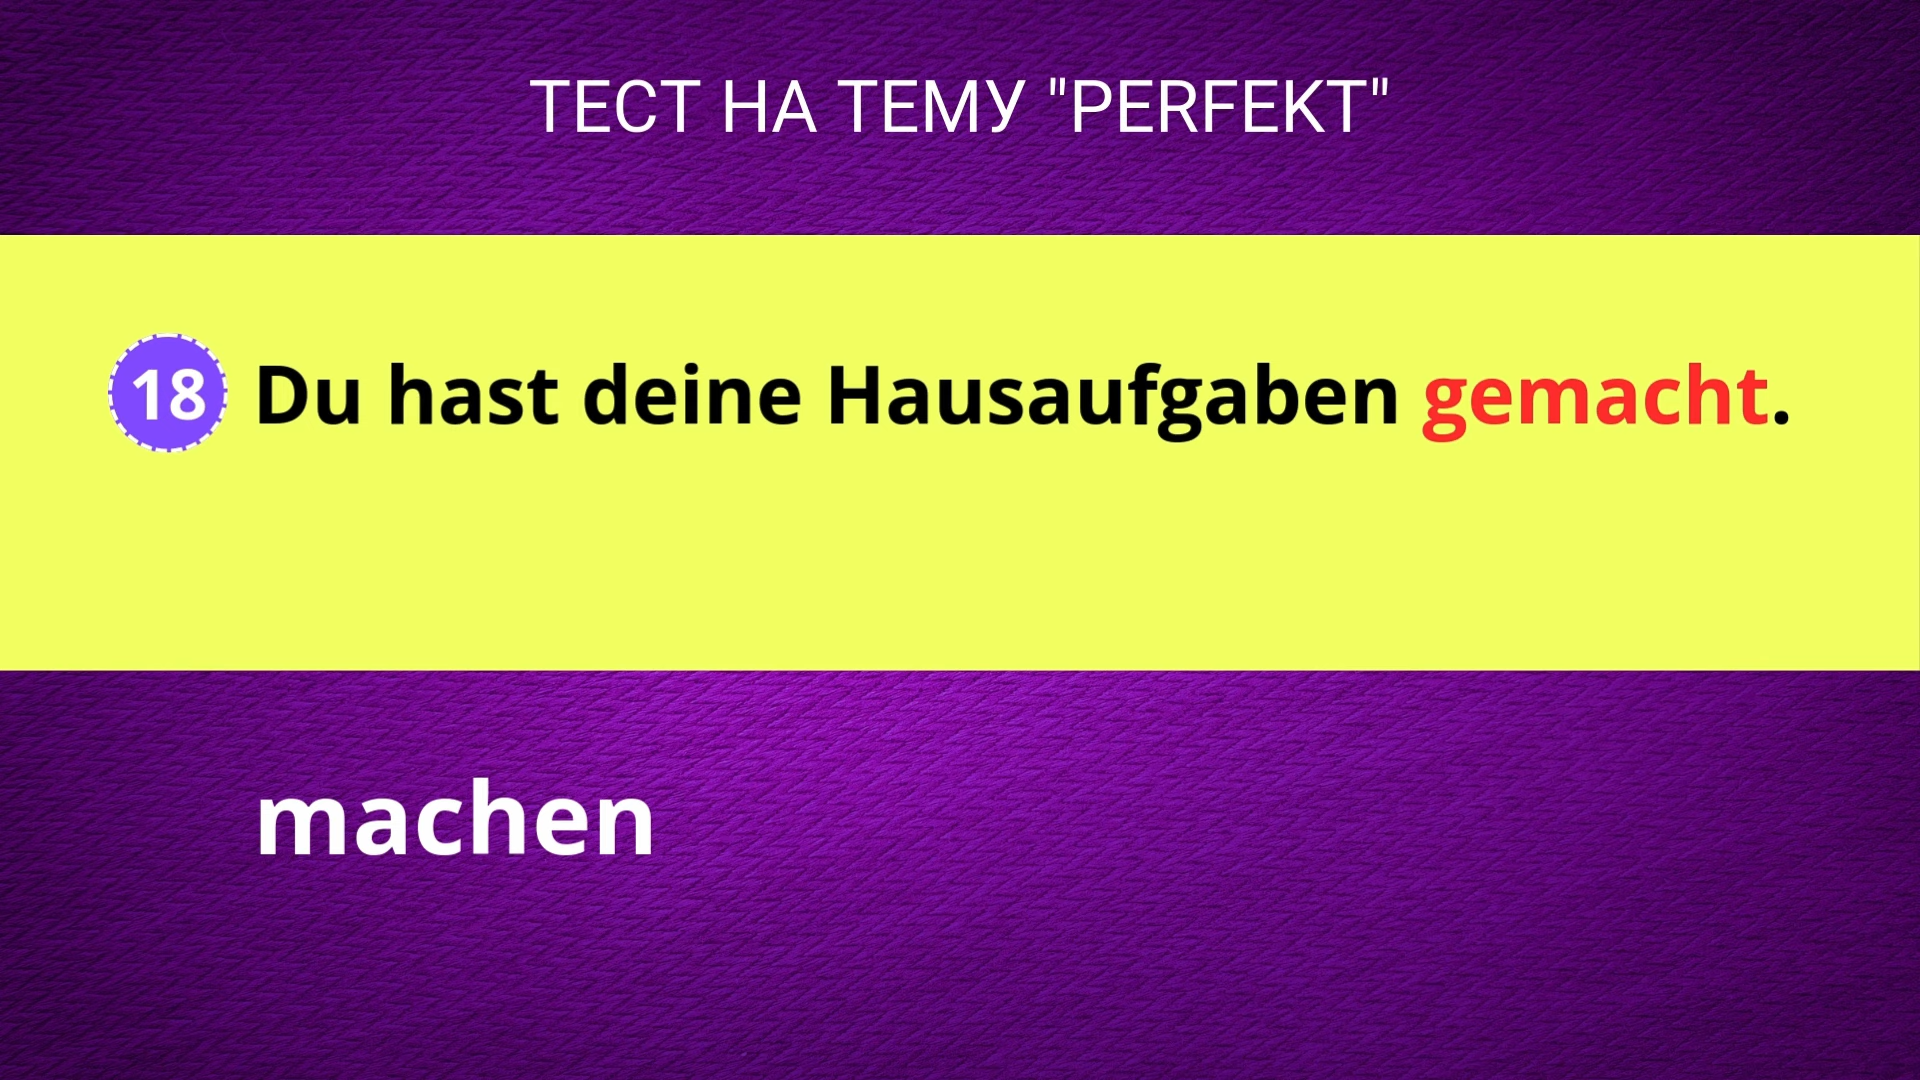 ТЕСТ НА ТЕМУ "PERFEKT"
18 Du hast deine Hausaufgaben gemacht.
machen